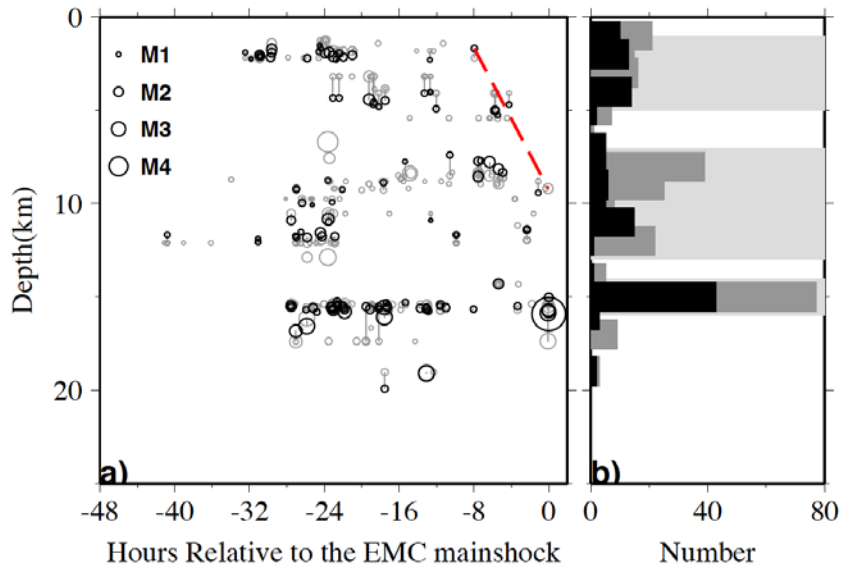 0
10
20
Depth(km)
M1
M2
M3
M4
a)
-48 -40 -32 -24 -16 -8 0
Hours Relative to the EMC mainshock
b)
0 40 80
Number